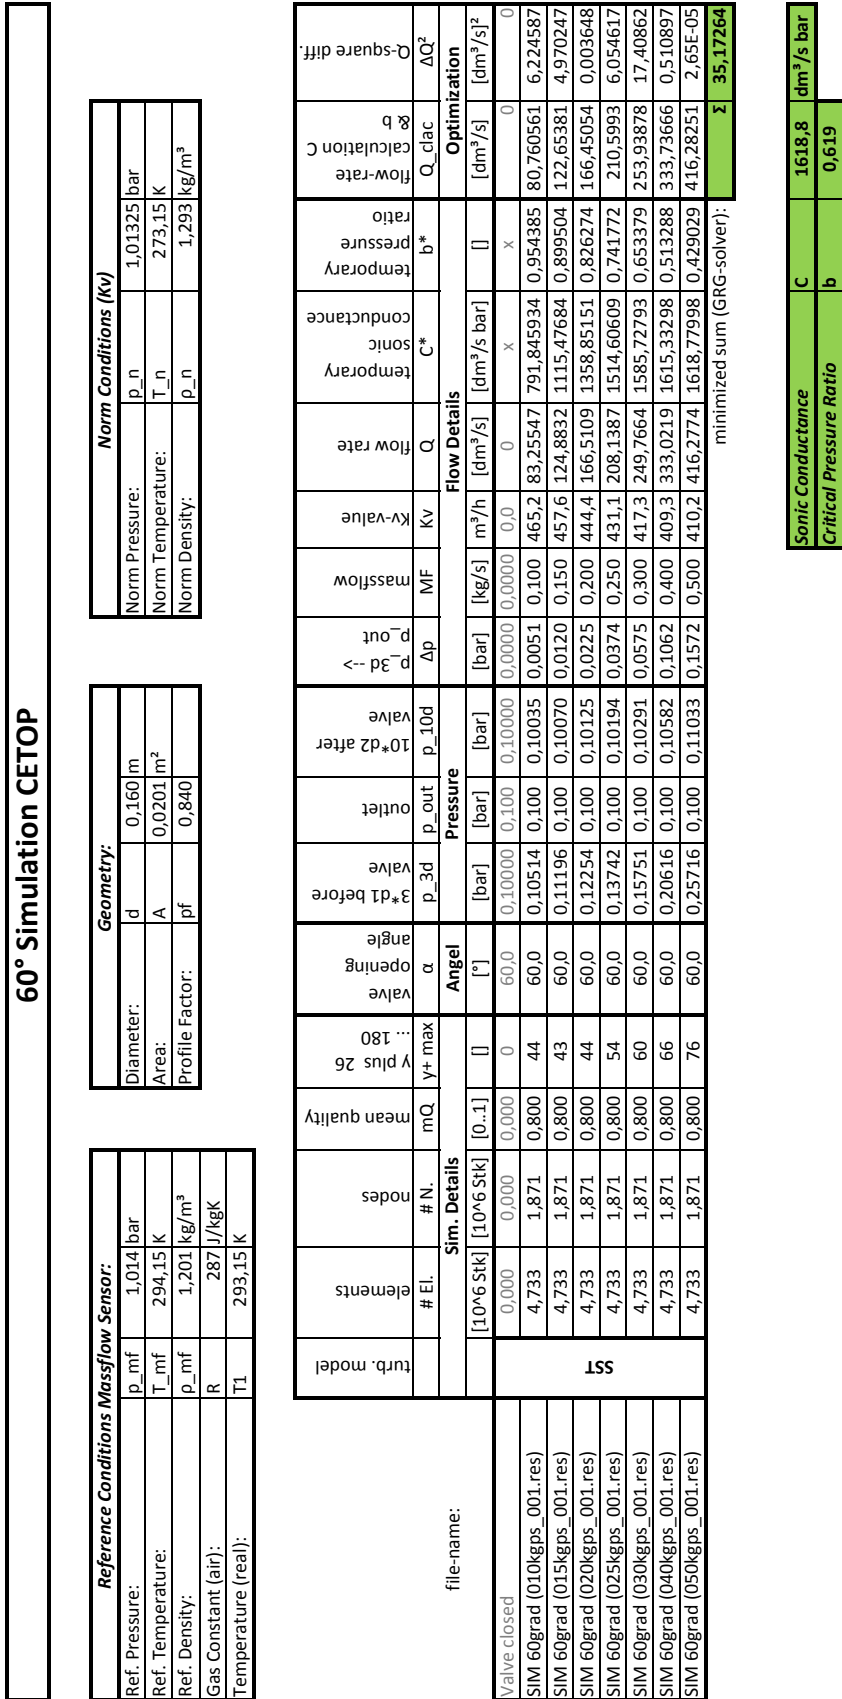 60° Simulation CETOP
Reference Conditions Massflow Sensor:
Ref. Pressure: p_mf 1,014 bar
Ref. Temperature: T_mf 294,15 K
Ref. Density: ρ_mf 1,201 kg/m³
Gas Constant (air): R 287 J/kgK
Temperature (real): T1 293,15 K
Geometry:
Diameter: d 0,160 m
Area: A 0,0201 m²
Profile Factor: pf 0,840
Norm Conditions (Kv)
Norm Pressure: p_n 1,01325 bar
Norm Temperature: T_n 273,15 K
Norm Density: ρ_n 1,293 kg/m³
file-name:
turb. model elements nodes mean quality y plus 26 ... 180 valve opening angle 3*d1 before valve outlet 10*d2 after valve p_3d --> p_out massflow Kv-value flow rate temporary sonic conductance temporary pressure ratio flow-rate calculation C & b Q-square diff.
# El. # N. mQ y+ max α p_3d p_out p_10d Δp MF Kv Q C* b* Q_clac ΔQ²
Sim. Details Angel Pressure Flow Details Optimization
[10^6 Stk] [10^6 Stk] [0..1] [] [°] [bar] [bar] [bar] [bar] [kg/s] m³/h [dm³/s] [dm³/s bar] [] [dm³/s] [dm³/s]²
Valve closed 0,000 0,000 0,000 0 60,0 0,10000 0,100 0,10000 0,0000 0,0000 0,0 0 x x 0 0
SST
SIM 60grad (010kgps_001.res) 4,733 1,871 0,800 44 60,0 0,10514 0,100 0,10035 0,0051 0,100 465,2 83,25547 791,845934 0,954385 80,760561 6,224587
SIM 60grad (015kgps_001.res) 4,733 1,871 0,800 43 60,0 0,11196 0,100 0,10070 0,0120 0,150 457,6 124,8832 1115,47684 0,899504 122,65381 4,970247
SIM 60grad (020kgps_001.res) 4,733 1,871 0,800 44 60,0 0,12254 0,100 0,10125 0,0225 0,200 444,4 166,5109 1358,85151 0,826274 166,45054 0,003648
SIM 60grad (025kgps_001.res) 4,733 1,871 0,800 54 60,0 0,13742 0,100 0,10194 0,0374 0,250 431,1 208,1387 1514,60609 0,741772 210,5993 6,054617
SIM 60grad (030kgps_001.res) 4,733 1,871 0,800 60 60,0 0,15751 0,100 0,10291 0,0575 0,300 417,3 249,7664 1585,72793 0,653379 253,93878 17,40862
SIM 60grad (040kgps_001.res) 4,733 1,871 0,800 66 60,0 0,20616 0,100 0,10582 0,1062 0,400 409,3 333,0219 1615,33298 0,513288 333,73666 0,510897
SIM 60grad (050kgps_001.res) 4,733 1,871 0,800 76 60,0 0,25716 0,100 0,11033 0,1572 0,500 410,2 416,2774 1618,77998 0,429029 416,28251 2,65E-05
minimized sum (GRG-solver): Σ 35,17264
Sonic Conductance C 1618,8 dm³/s bar
Critical Pressure Ratio b 0,619